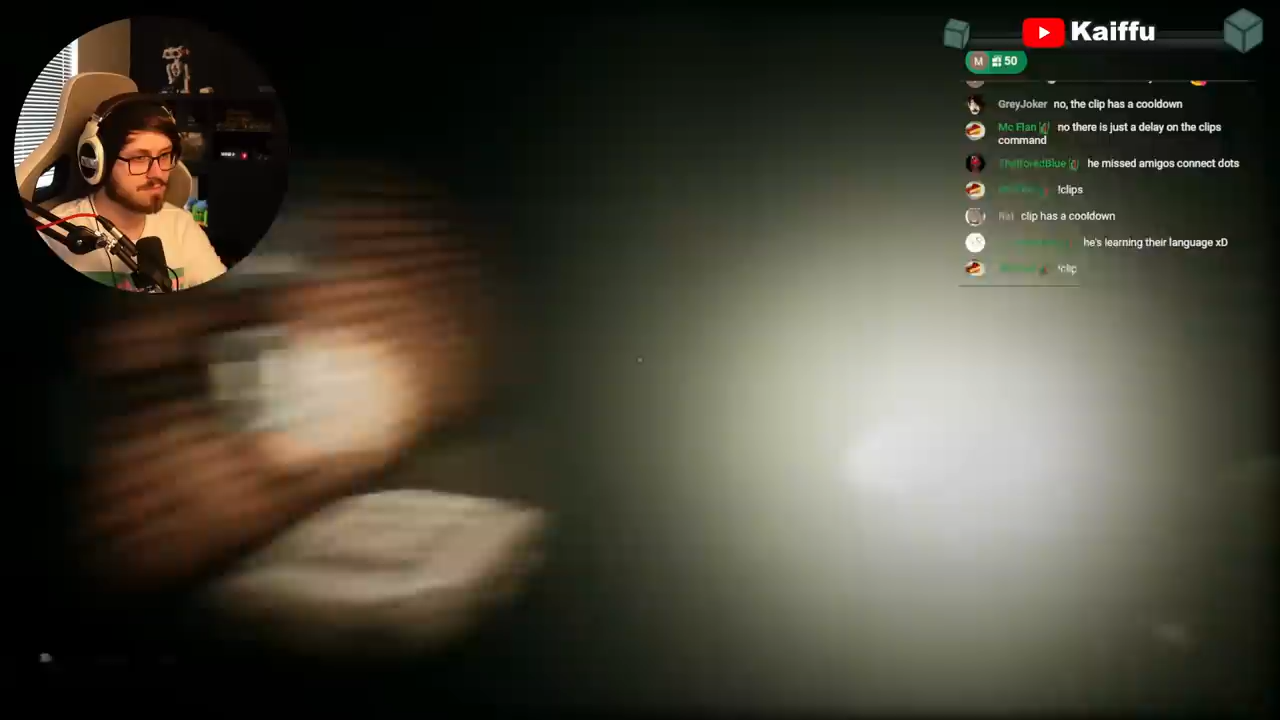 Kaiffu
M 50
GreyJoker no, the clip has a cooldown
Mc Flan no there is just a delay on the clips
command
he missed amigos connect dots
!clips
clip has a cooldown
he's learning their language xD
!clip